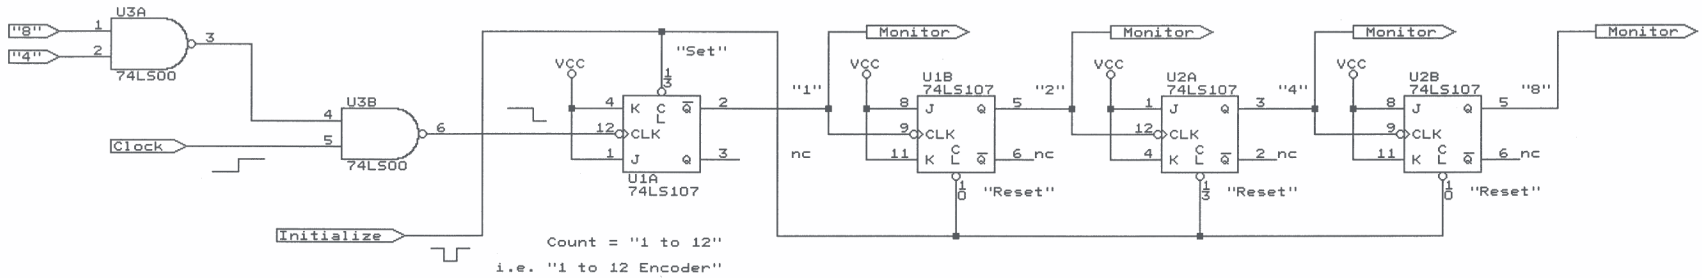 U3A
"8" 1
"4" 2
3
74LS00
Clock
U3B
4
5
6
74LS00
Initialize
"Set"
VCC
4 K C L Q 2
1 3
12 CLK
1 J Q 3
U1A
74LS107
"1"
nc
Count = "1 to 12"
i.e. "1 to 12 Encoder"
Monitor
VCC
U1B
74LS107
8 J Q 5
9 CLK
11 K C L Q 6 nc
1 0
"Reset"
"2"
Monitor
VCC
U2A
74LS107
1 J Q 3
12 CLK
4 K C L Q 2 nc
1 3
"Reset"
"4"
Monitor
VCC
U2B
74LS107
8 J Q 5
9 CLK
11 K C L Q 6 nc
1 0
"Reset"
"8"
Monitor